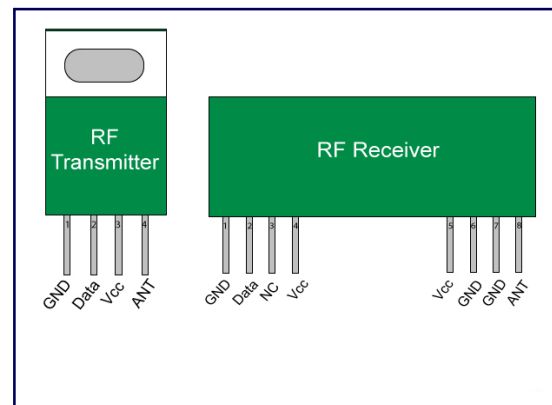 RF
Transmitter
RF Receiver
1 2 3 4
1 2 3 4 5 6 7 8
GND Data Vcc ANT
GND Data NC Vcc Vcc GND GND ANT